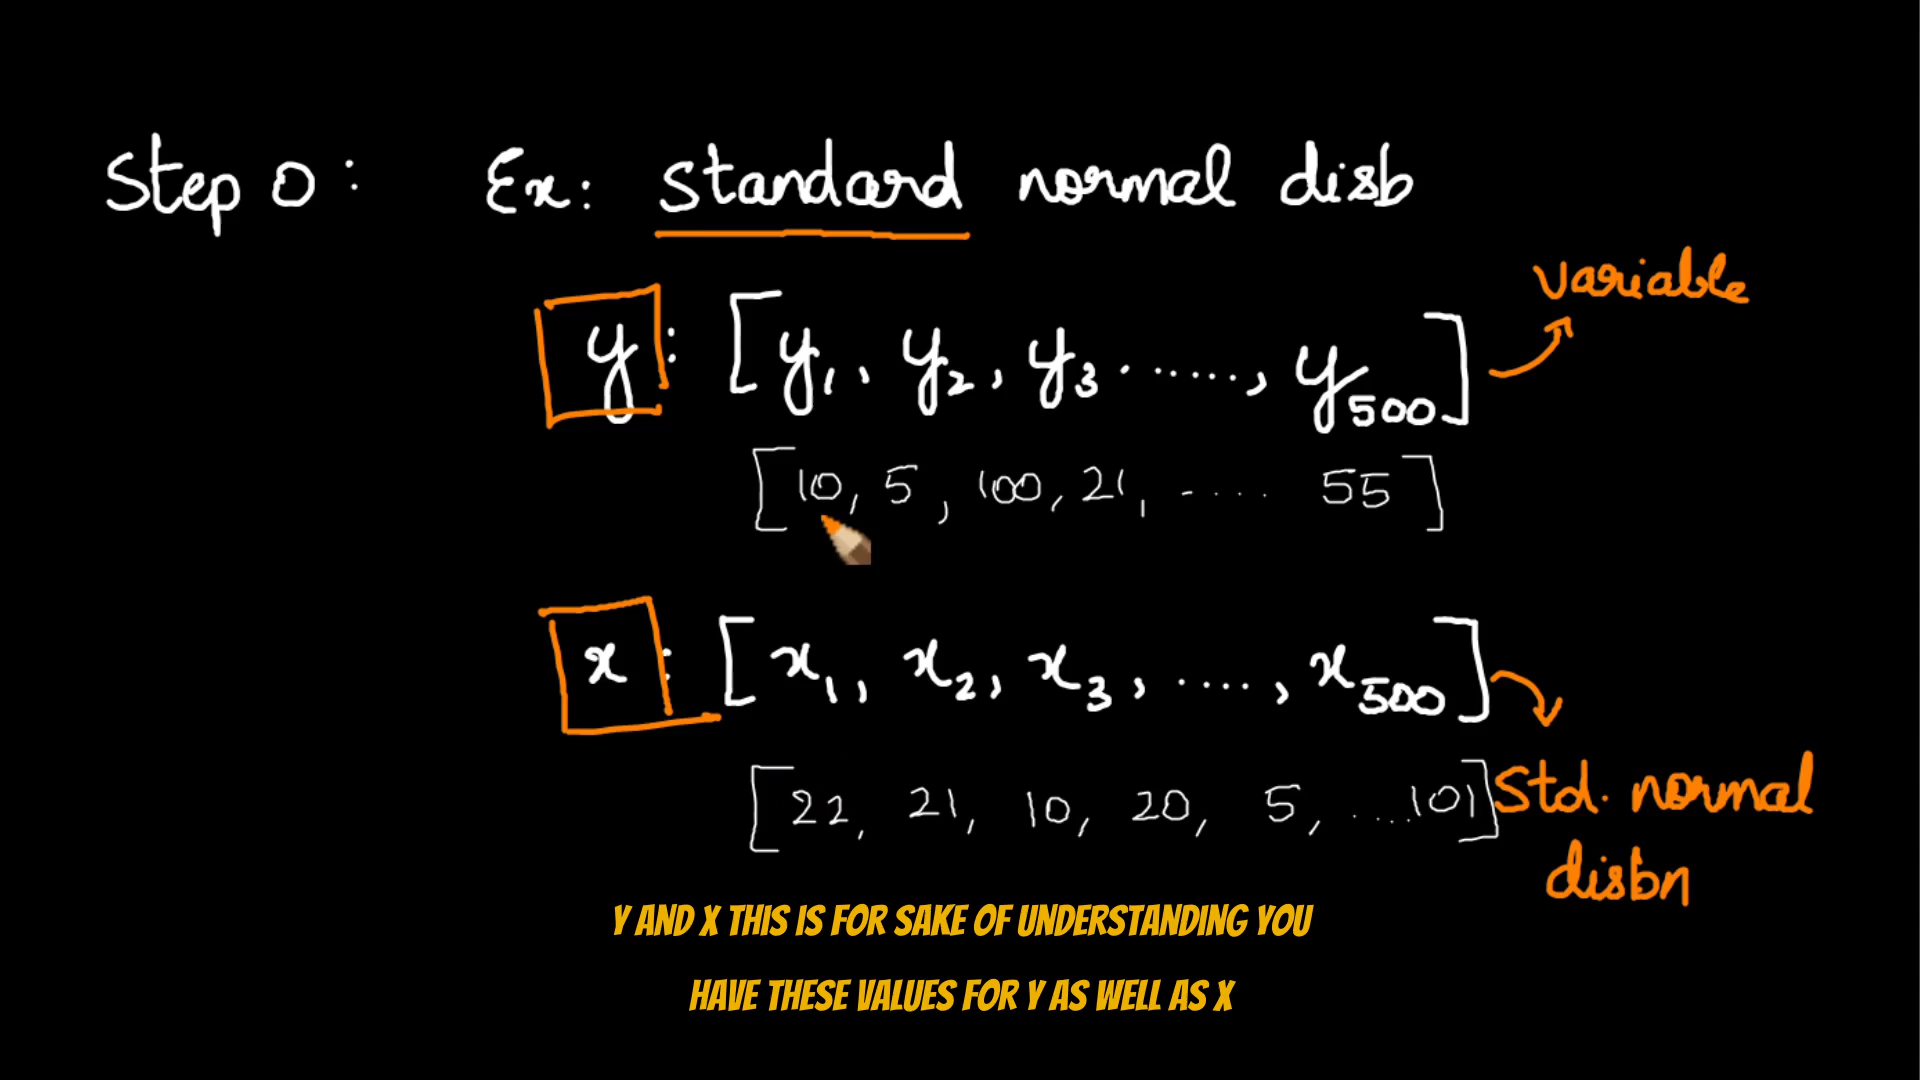 Step 0: Ex: standard normal disb
variable
y: [y1, y2, y3 . ......, y500]
[10, 5, 100, 21, ..... 55]
x: [x1, x2, x3, ...., x500]
[22, 21, 10, 20, 5, ....101]
Std. normal
disbn
Y AND X THIS IS FOR SAKE OF UNDERSTANDING YOU
HAVE THESE VALUES FOR Y AS WELL AS X